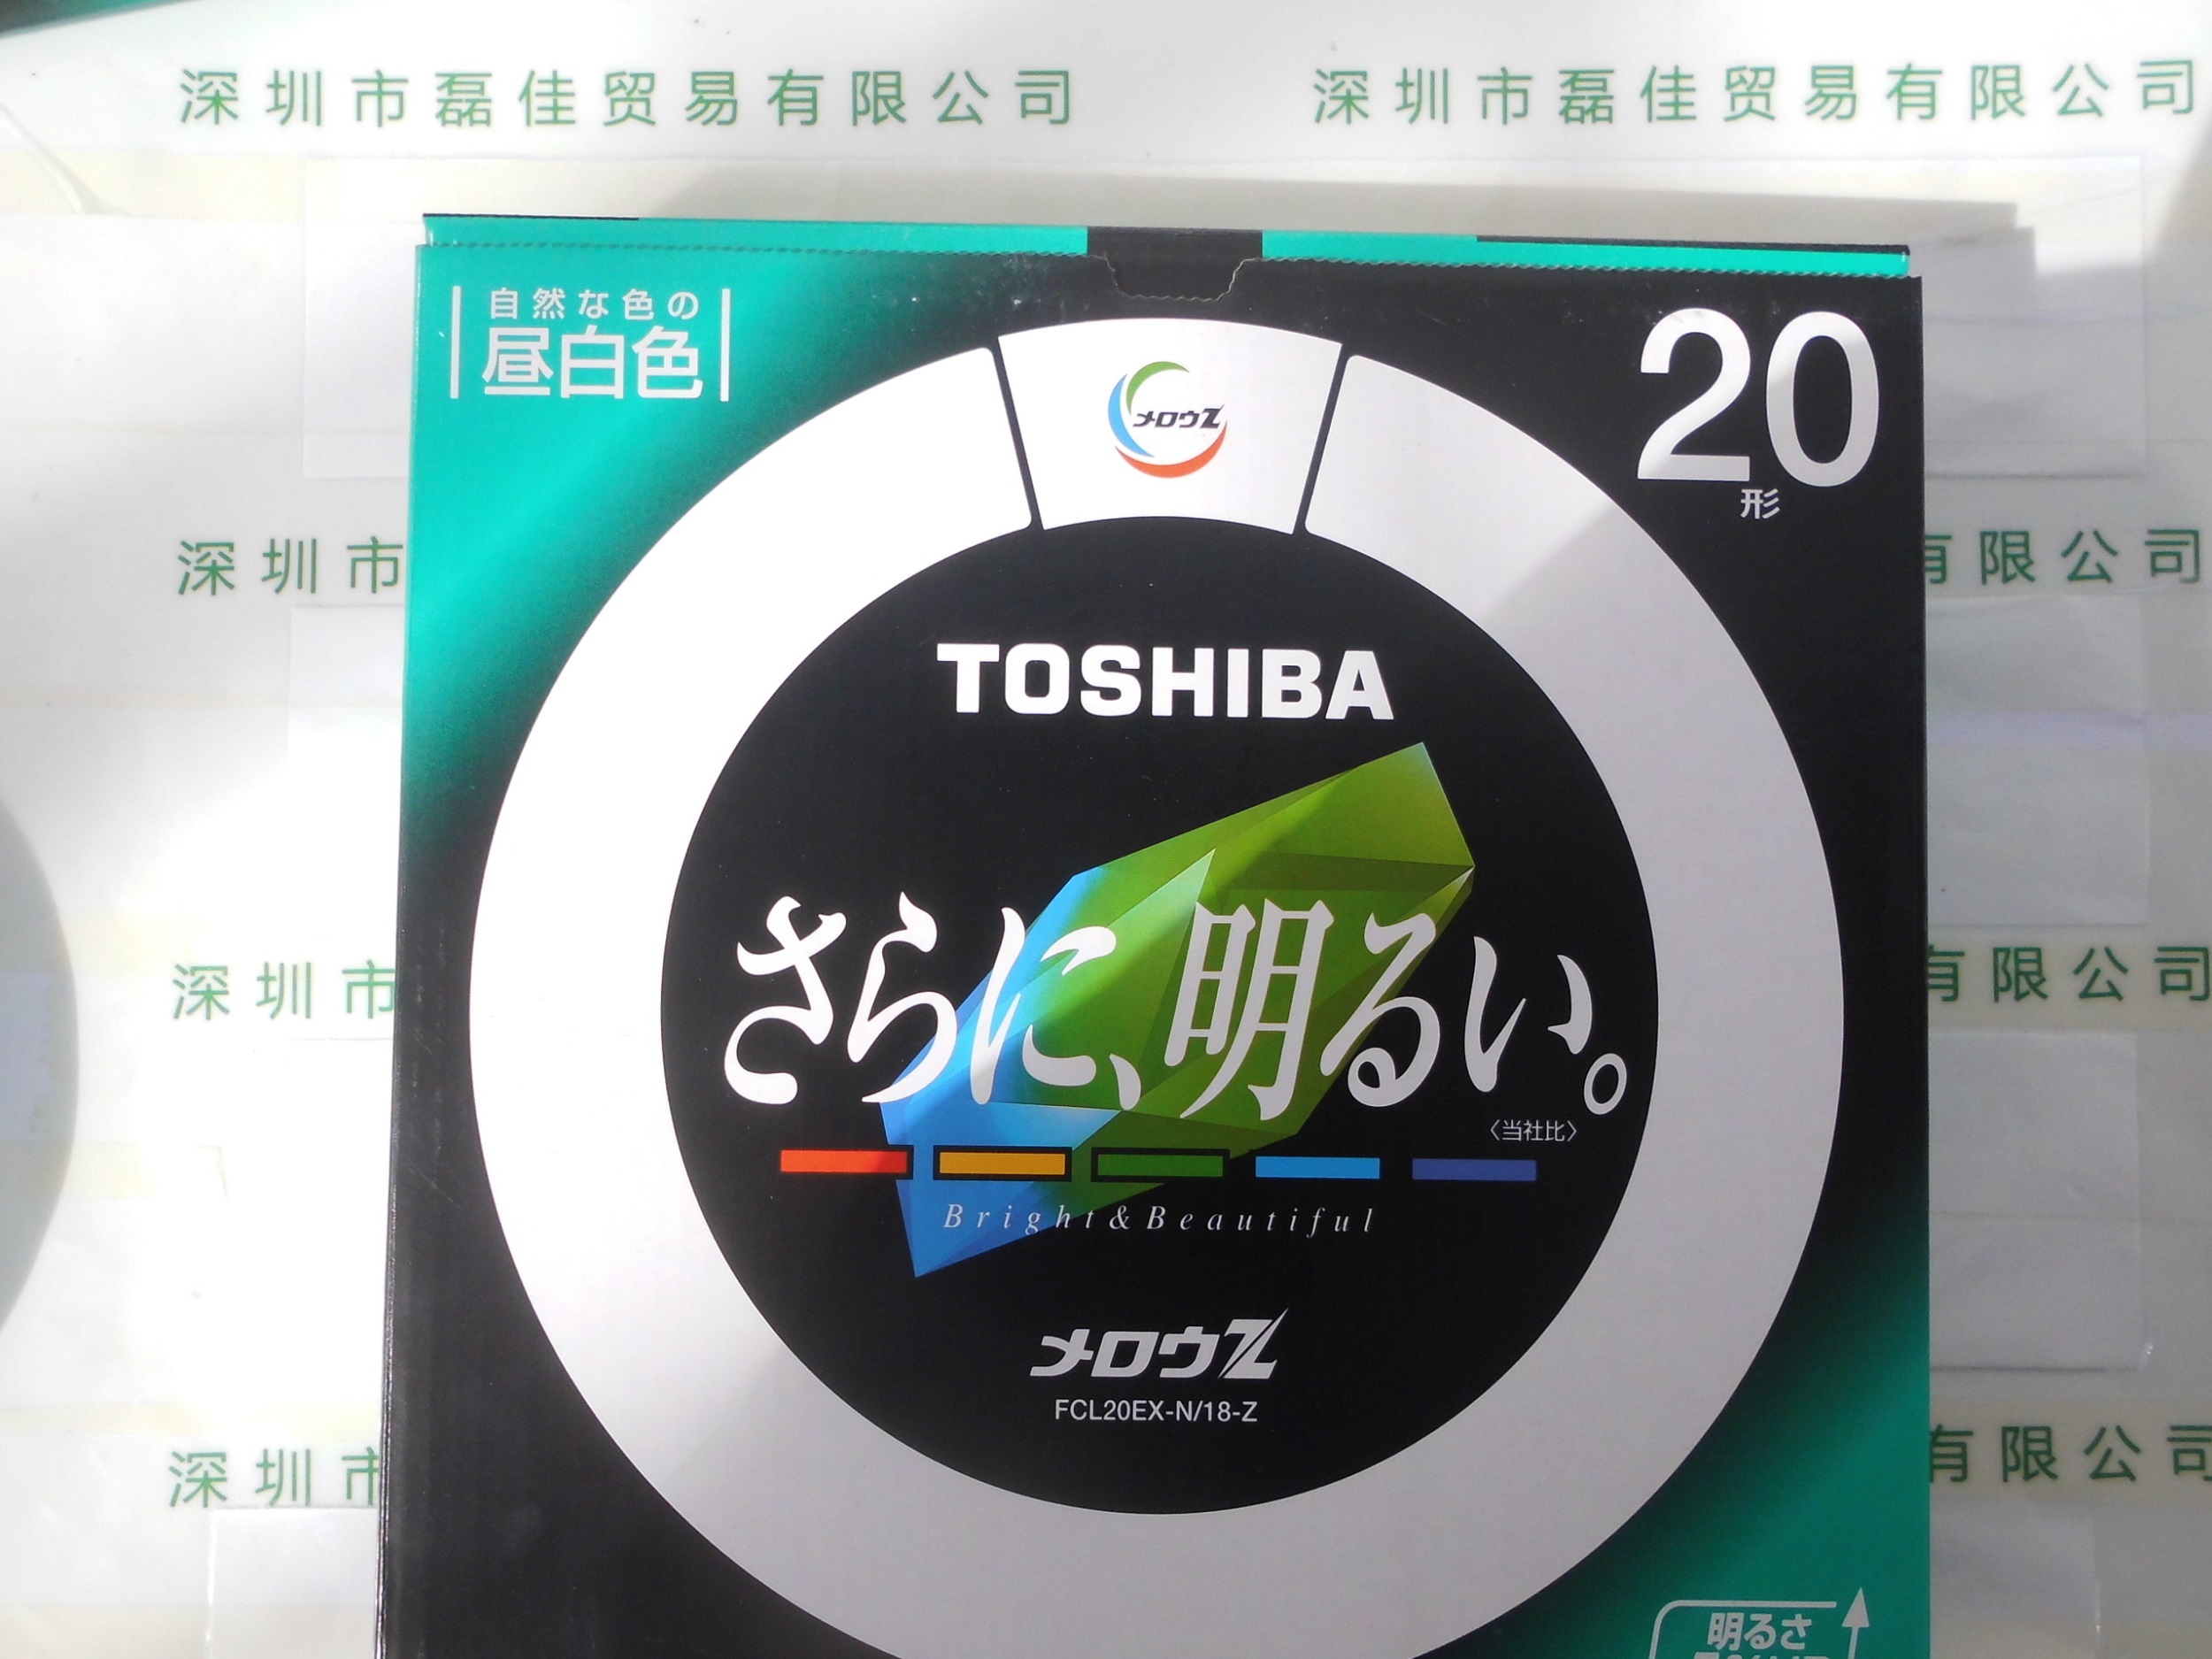 深圳市磊佳贸易有限公司 深圳市磊佳贸易有限公司
自然な色の
昼白色
メロウZ
20
形
深圳市
有限公司
TOSHIBA
さらに、明るい。
〈当社比〉
深圳市
有限公司
Bright&Beautiful
メロウZ
FCL20EX-N/18-Z
深圳市
有限公司
明るさ